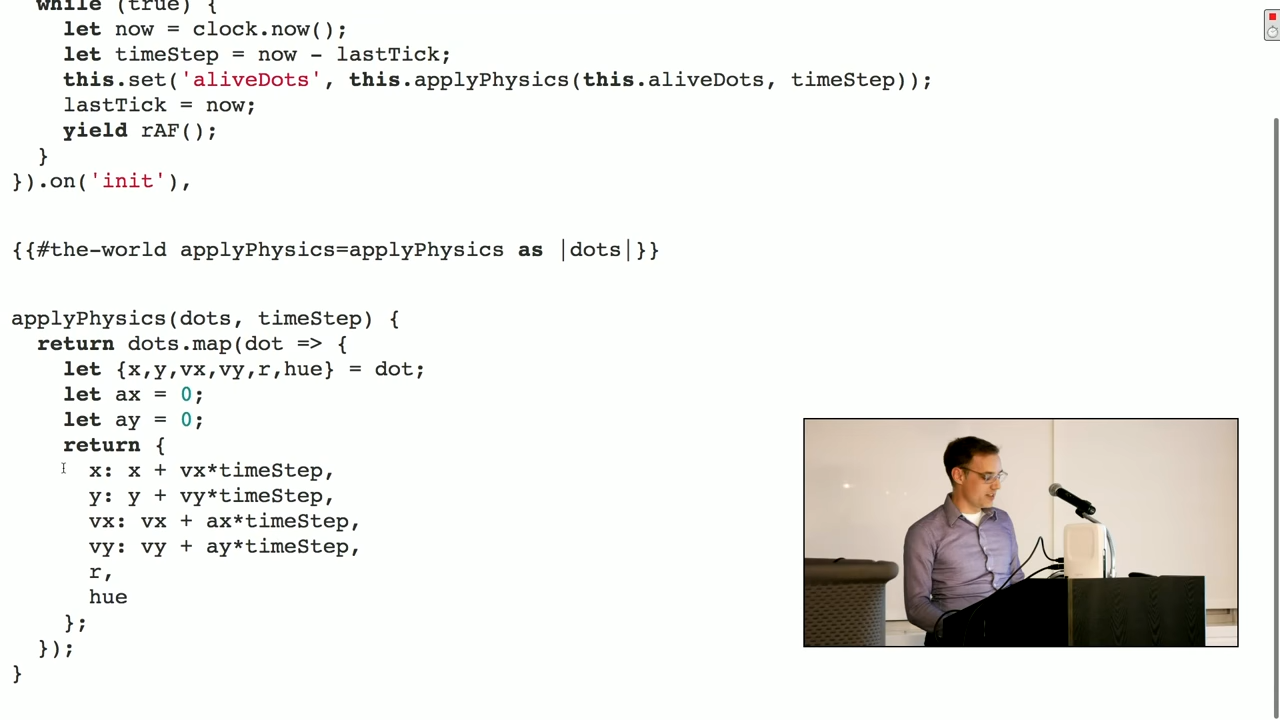 while (true) {
let now = clock.now();
let timeStep = now - lastTick;
this.set('aliveDots', this.applyPhysics(this.aliveDots, timeStep));
lastTick = now;
yield rAF();
}
}).on('init'),
{{#the-world applyPhysics=applyPhysics as |dots|}}
applyPhysics(dots, timeStep) {
return dots.map(dot => {
let {x,y,vx,vy,r,hue} = dot;
let ax = 0;
let ay = 0;
return {
x: x + vx*timeStep,
y: y + vy*timeStep,
vx: vx + ax*timeStep,
vy: vy + ay*timeStep,
r,
hue
};
});
}